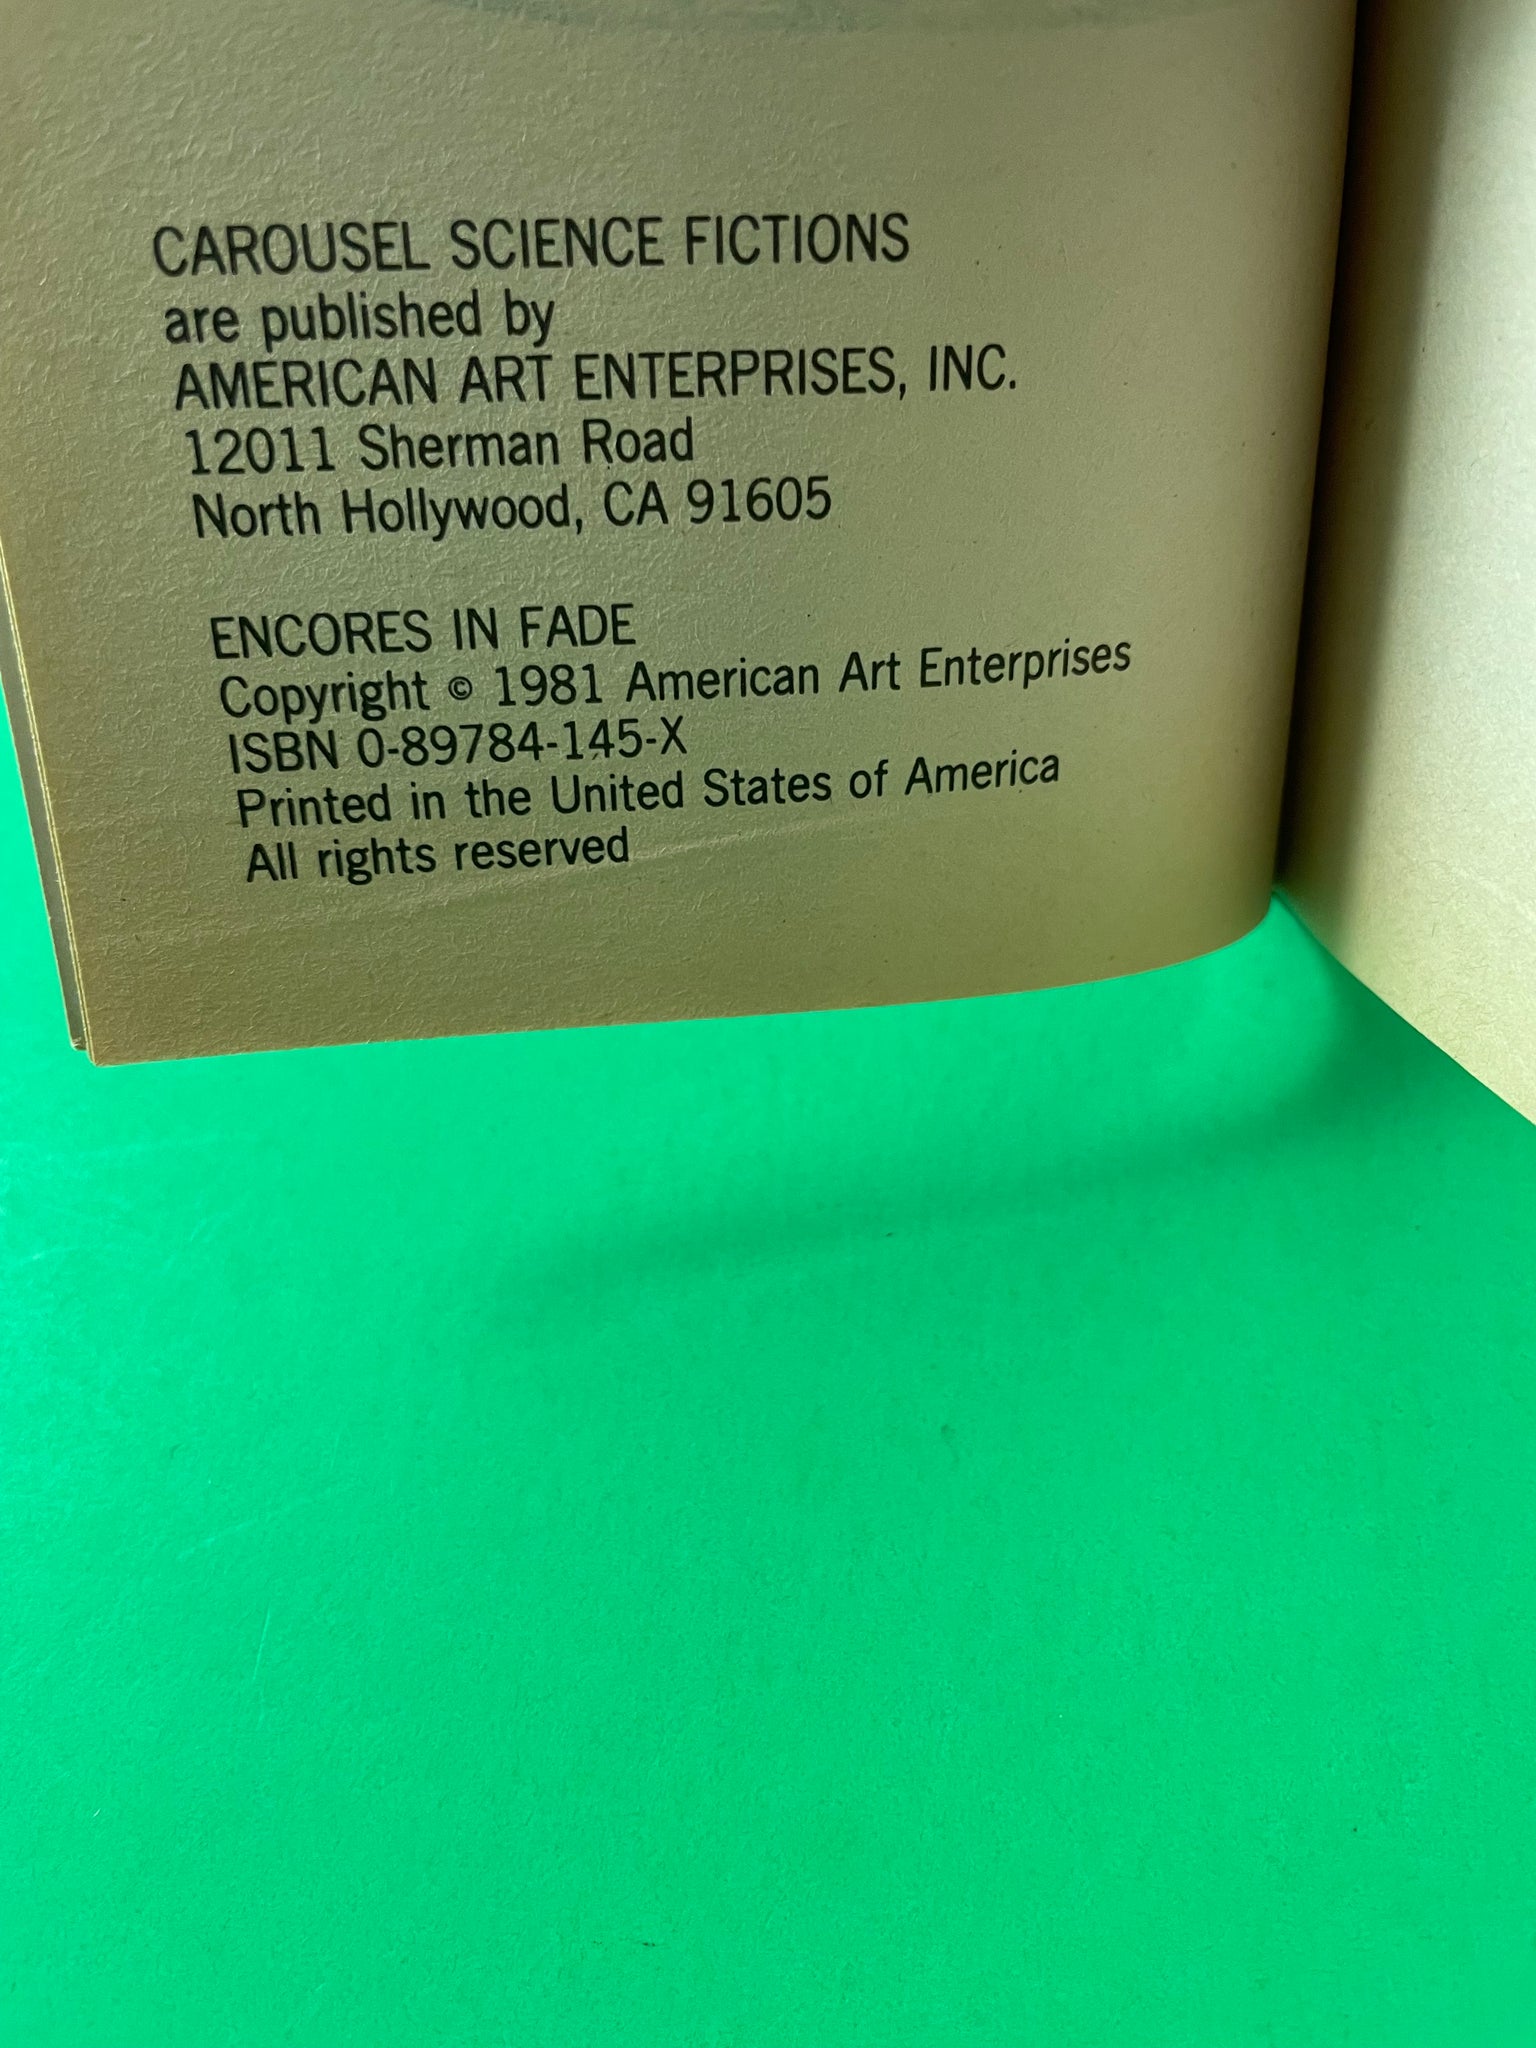 CAROUSEL SCIENCE FICTIONS
are published by
AMERICAN ART ENTERPRISES, INC.
12011 Sherman Road
North Hollywood, CA 91605
ENCORES IN FADE
Copyright © 1981 American Art Enterprises
ISBN 0-89784-145-X
Printed in the United States of America
All rights reserved